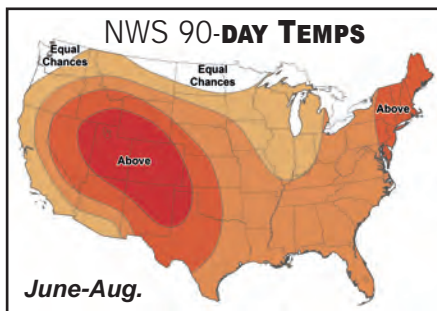 NWS 90-DAY TEMPS
Equal
Chances
Equal
Chances
Above
Above
June-Aug.